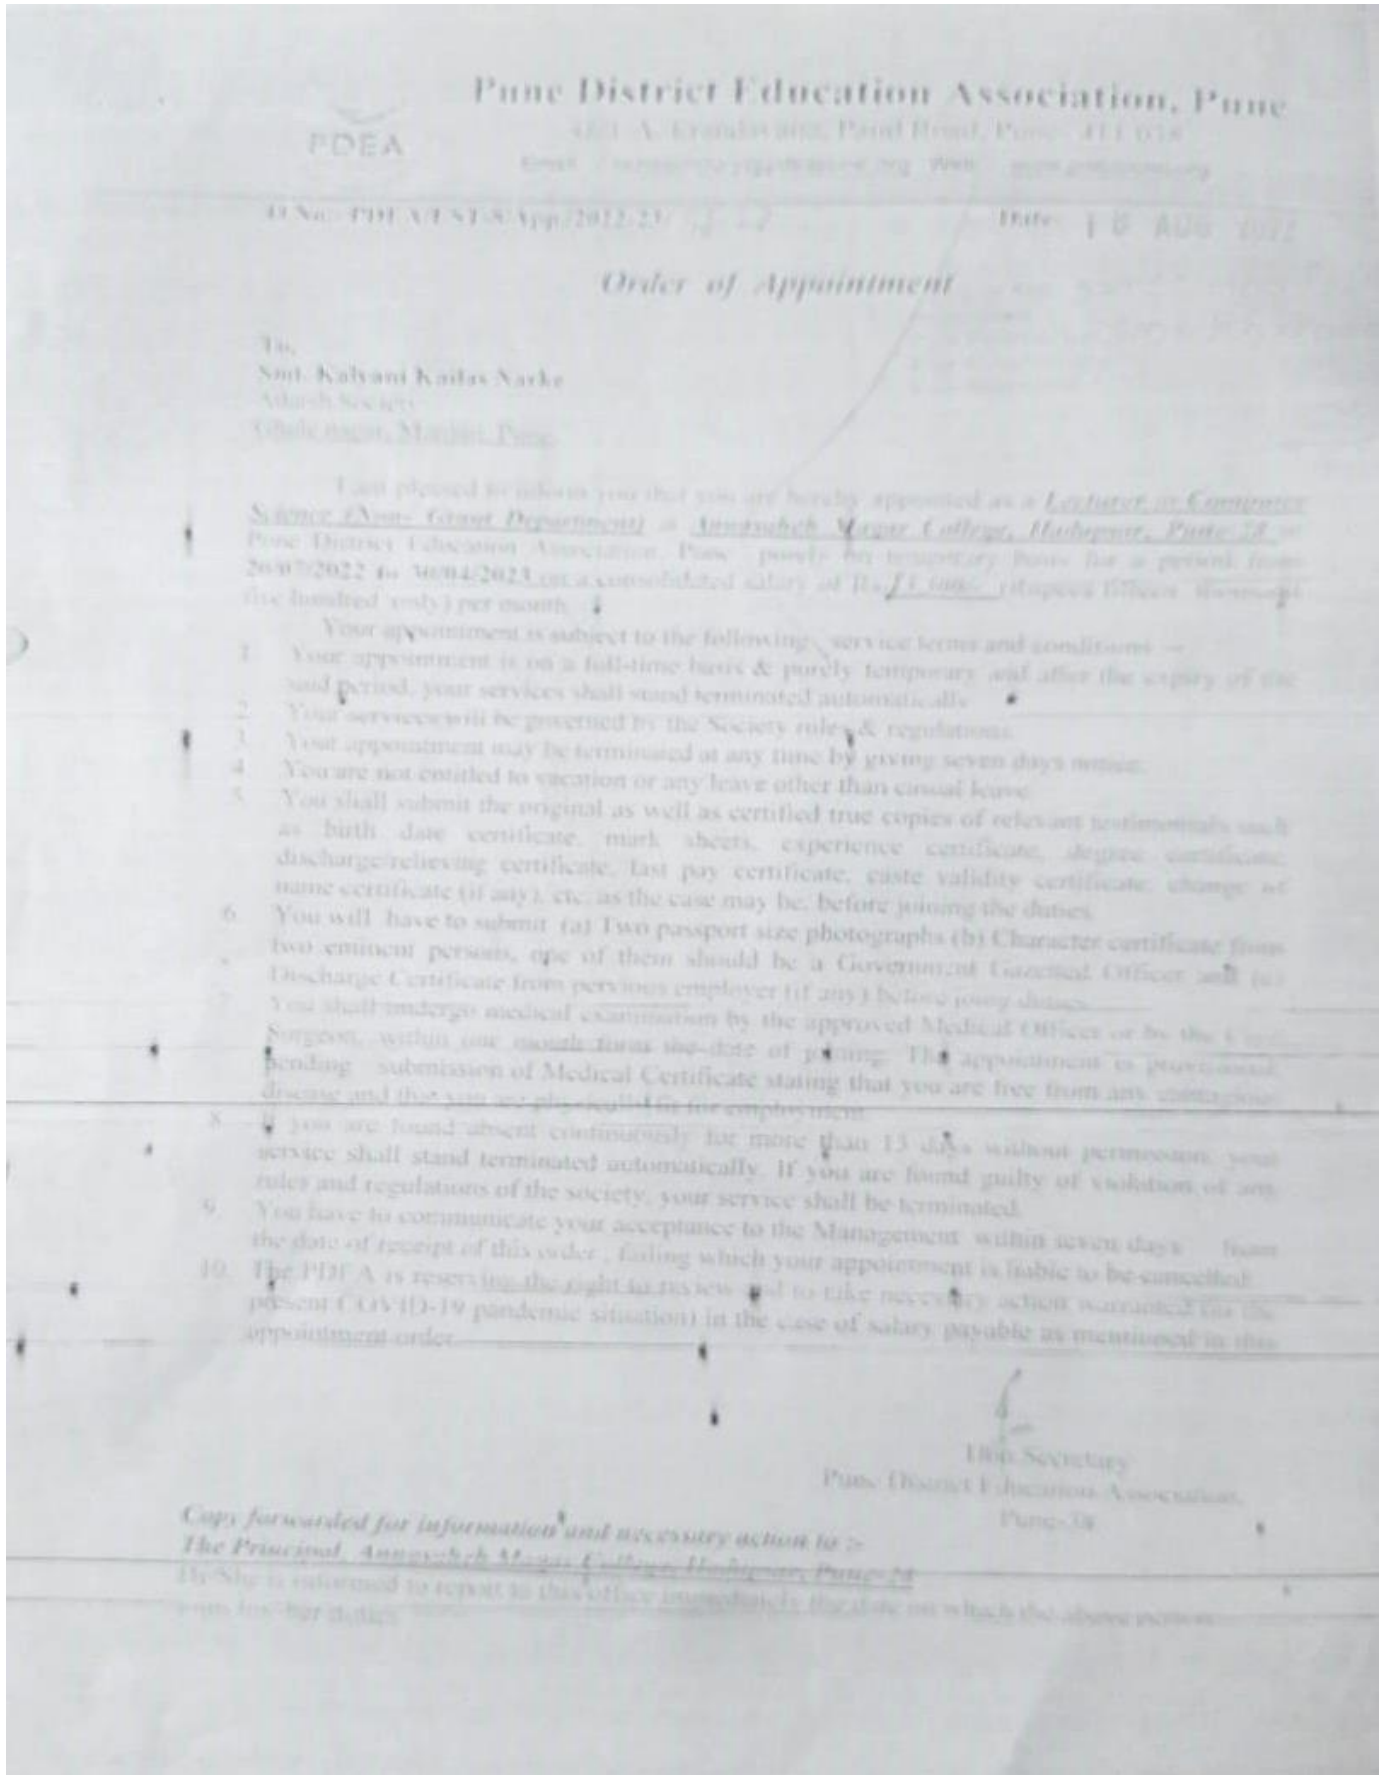 Pune District Education Association, Pune
PDEA
Pune- 411 038
Date:
18 AUG 2022
Order of Appointment
To,
Smt. Kalyani Kailas Narke
Adarsh Society
Pune
I am pleased to inform you that you are hereby appointed as a Lecturer in Computer
Science (Non- Grant Department) at Annasaheb Magar College, Hadapsar, Pune-28 of
Pune District Education Association, Pune purely on temporary basis for a period from
to 30/04/2023 on a consolidated salary of Rs. (Rupees fifteen thousand
five hundred only) per month.
Your appointment is subject to the following service terms and conditions :-
1. Your appointment is on a full-time basis & purely temporary and after the expiry of the
said period, your services shall stand terminated automatically.
2. Your services will be governed by the Society rules & regulations.
3. Your appointment may be terminated at any time by giving seven days notice.
4. You are not entitled to vacation or any leave other than casual leave.
5. You shall submit the original as well as certified true copies of relevant testimonials such
as birth date certificate, mark sheets, experience certificate, degree certificate,
discharge/relieving certificate, last pay certificate, caste validity certificate, change of
name certificate (if any), etc. as the case may be, before joining the duties.
6. You will have to submit (a) Two passport size photographs (b) Character certificate from
two eminent persons, one of them should be a Government Gazetted Officer and (c)
Discharge Certificate from pervious employer (if any) before joing duties.
7. You shall undergo medical examination by the approved Medical Officer or by the Civil
Surgeon, within one month form the date of joining. The appointment is provisional
pending submission of Medical Certificate stating that you are free from any contagious
disease and that you are physically fit for employment.
8. If you are found absent continuously for more than 15 days without permission, your
service shall stand terminated automatically. If you are found guilty of violation of any
rules and regulations of the society, your service shall be terminated.
9. You have to communicate your acceptance to the Management within seven days from
the date of receipt of this order , failing which your appointment is liable to be cancelled.
10. The PDEA is reserving the right to review and to take necessary action warranted (in the
present COVID-19 pandemic situation) in the case of salary payable as mentioned in this
appointment order.
Hon. Secretary
Pune District Education Association,
Pune-38
Copy forwarded for information and necessary action to :-
The Principal, Annasaheb Magar College, Hadapsar, Pune-28
He/She is informed to report to this office immediately the date on which the above person
duties